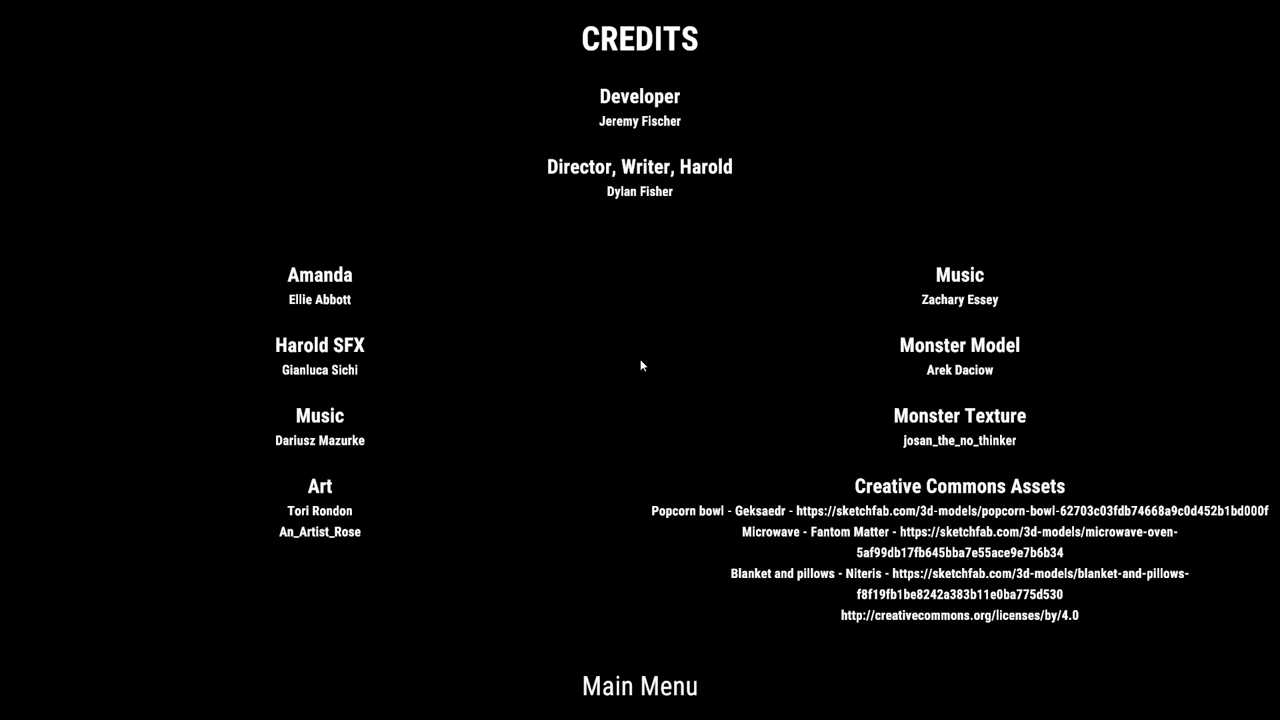 CREDITS
Developer
Jeremy Fischer
Director, Writer, Harold
Dylan Fisher
Amanda
Ellie Abbott
Harold SFX
Gianluca Sichi
Music
Dariusz Mazurke
Art
Tori Rondon
An_Artist_Rose
Music
Zachary Essey
Monster Model
Arek Daciow
Monster Texture
josan_the_no_thinker
Creative Commons Assets
Popcorn bowl - Geksaedr - https://sketchfab.com/3d-models/popcorn-bowl-62703c03fdb74668a9c0d452b1bd000f
Microwave - Fantom Matter - https://sketchfab.com/3d-models/microwave-oven-
5af99db17fb645bba7e55ace9e7b6b34
Blanket and pillows - Niteris - https://sketchfab.com/3d-models/blanket-and-pillows-
f8f19fb1be8242a383b11e0ba775d530
http://creativecommons.org/licenses/by/4.0
Main Menu